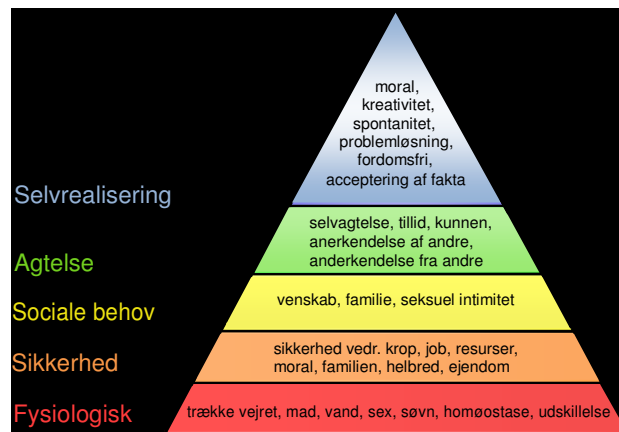 moral,
kreativitet,
spontanitet,
problemløsning,
fordomsfri,
acceptering af fakta
Selvrealisering
selvagtelse, tillid, kunnen,
anerkendelse af andre,
anderkendelse fra andre
Agtelse
venskab, familie, seksuel intimitet
Sociale behov
sikkerhed vedr. krop, job, resurser,
moral, familien, helbred, ejendom
Sikkerhed
trække vejret, mad, vand, sex, søvn, homøostase, udskillelse
Fysiologisk